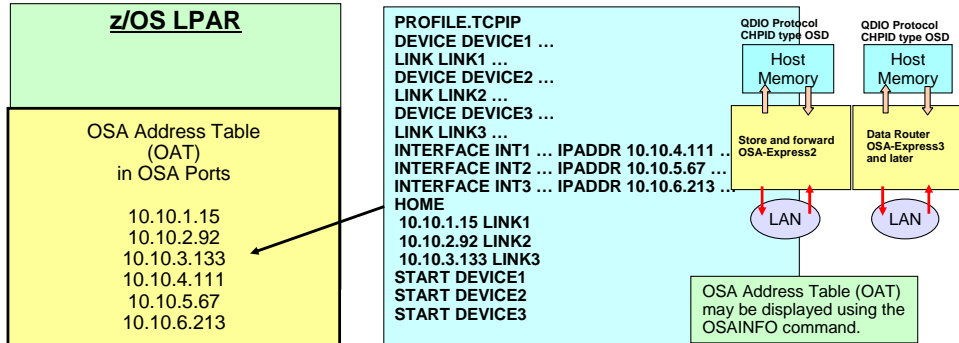 z/OS LPAR
OSA Address Table
(OAT)
in OSA Ports
10.10.1.15
10.10.2.92
10.10.3.133
10.10.4.111
10.10.5.67
10.10.6.213
PROFILE.TCPIP
DEVICE DEVICE1 ...
LINK LINK1 ...
DEVICE DEVICE2 ...
LINK LINK2 ...
DEVICE DEVICE3 ...
LINK LINK3 ...
INTERFACE INT1 ... IPADDR 10.10.4.111 ...
INTERFACE INT2 ... IPADDR 10.10.5.67 ...
INTERFACE INT3 ... IPADDR 10.10.6.213 ...
HOME
10.10.1.15 LINK1
10.10.2.92 LINK2
10.10.3.133 LINK3
START DEVICE1
START DEVICE2
START DEVICE3
QDIO Protocol
CHPID type OSD
Host
Memory
Store and forward
OSA-Express2
LAN
QDIO Protocol
CHPID type OSD
Host
Memory
Data Router
OSA-Express3
and later
LAN
OSA Address Table (OAT)
may be displayed using the
OSAINFO command.